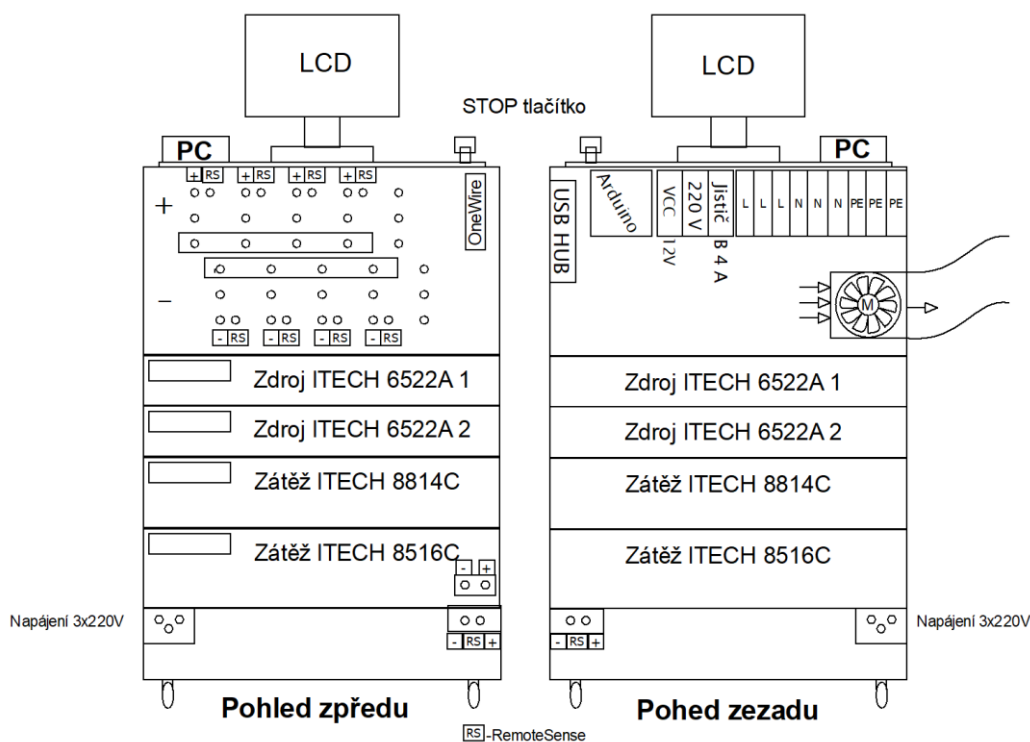 LCD
LCD
STOP tlačítko
PC
PC
+ RS + RS + RS + RS
+
OneWire
-
- RS - RS - RS - RS
USB HUB
Arduino
VCC 12V
220 V
Jistič B 4 A
L L L N N N PE PE PE
M
Zdroj ITECH 6522A 1
Zdroj ITECH 6522A 2
Zátěž ITECH 8814C
Zátěž ITECH 8516C
- +
Zdroj ITECH 6522A 1
Zdroj ITECH 6522A 2
Zátěž ITECH 8814C
Zátěž ITECH 8516C
Napájení 3x220V
- RS +
- RS +
Napájení 3x220V
Pohled zpředu
Pohed zezadu
RS -RemoteSense